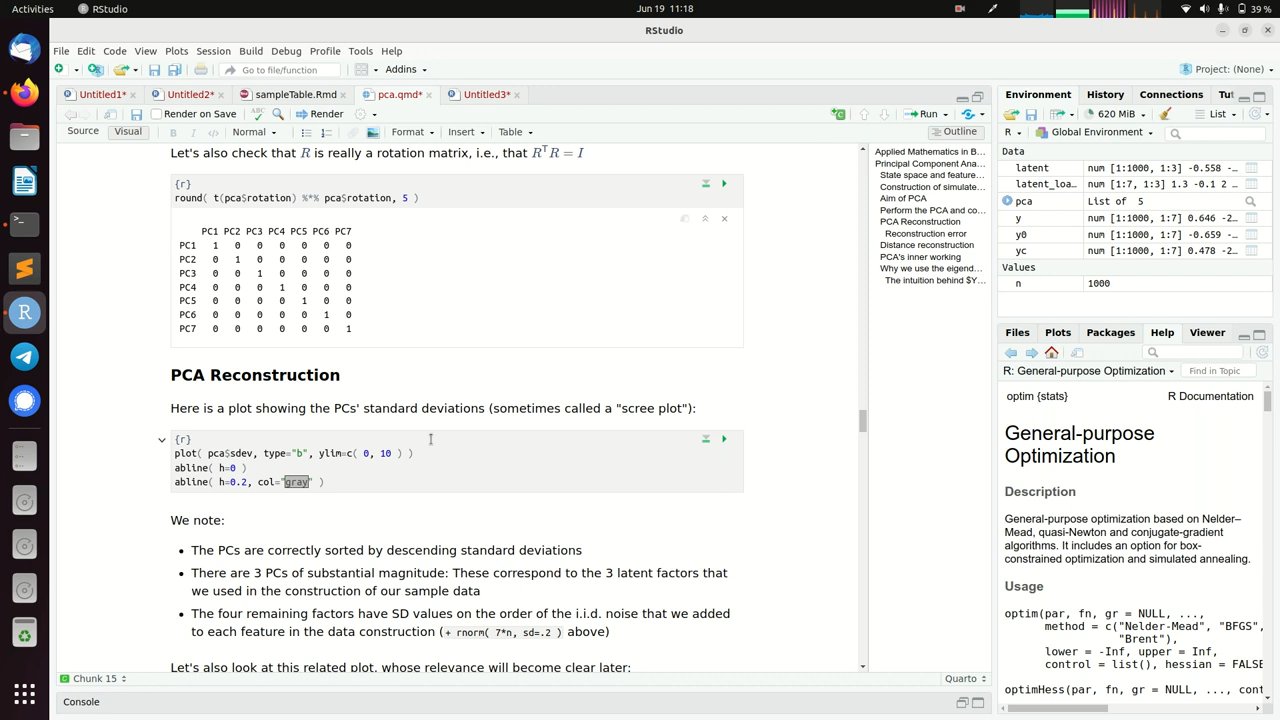 Activities
RStudio
Jun 19 11:18
39 %
RStudio
File Edit Code View Plots Session Build Debug Profile Tools Help
Go to file/function
Addins
Project: (None)
Untitled1* × Untitled2* × sampleTable.Rmd × pca.qmd* × Untitled3* ×
Render on Save ABC Render Run
Source Visual B I </> Normal Format Insert Table Outline
Let's also check that R is really a rotation matrix, i.e., that RᵀR = I
{r}
round( t(pca$rotation) %*% pca$rotation, 5 )
PC1 PC2 PC3 PC4 PC5 PC6 PC7
PC1 1 0 0 0 0 0 0
PC2 0 1 0 0 0 0 0
PC3 0 0 1 0 0 0 0
PC4 0 0 0 1 0 0 0
PC5 0 0 0 0 1 0 0
PC6 0 0 0 0 0 1 0
PC7 0 0 0 0 0 0 1
PCA Reconstruction
Here is a plot showing the PCs' standard deviations (sometimes called a "scree plot"):
{r}
plot( pca$sdev, type="b", ylim=c( 0, 10 ) )
abline( h=0 )
abline( h=0.2, col="gray" )
We note:
• The PCs are correctly sorted by descending standard deviations
• There are 3 PCs of substantial magnitude: These correspond to the 3 latent factors that
we used in the construction of our sample data
• The four remaining factors have SD values on the order of the i.i.d. noise that we added
to each feature in the data construction (+ rnorm( 7*n, sd=.2 ) above)
Let's also look at this related plot, whose relevance will become clear later:
Chunk 15
Quarto
Console
Applied Mathematics in B...
Principal Component Ana...
State space and feature...
Construction of simulate...
Aim of PCA
Perform the PCA and co...
PCA Reconstruction
Reconstruction error
Distance reconstruction
PCA's inner working
Why we use the eigend...
The intuition behind $Y...
Environment History Connections Tut
620 MiB List
R Global Environment
Data
latent num [1:1000, 1:3] -0.558 -...
latent_loa... num [1:7, 1:3] 1.3 -0.1 2 ...
pca List of 5
y num [1:1000, 1:7] 0.646 -2...
y0 num [1:1000, 1:7] -0.659 -...
yc num [1:1000, 1:7] 0.478 -2...
Values
n 1000
Files Plots Packages Help Viewer
R: General-purpose Optimization Find in Topic
optim {stats} R Documentation
General-purpose
Optimization
Description
General-purpose optimization based on Nelder–
Mead, quasi-Newton and conjugate-gradient
algorithms. It includes an option for box-
constrained optimization and simulated annealing.
Usage
optim(par, fn, gr = NULL, ...,
method = c("Nelder-Mead", "BFGS",
"Brent"),
lower = -Inf, upper = Inf,
control = list(), hessian = FALSE
optimHess(par, fn, gr = NULL, ..., cont